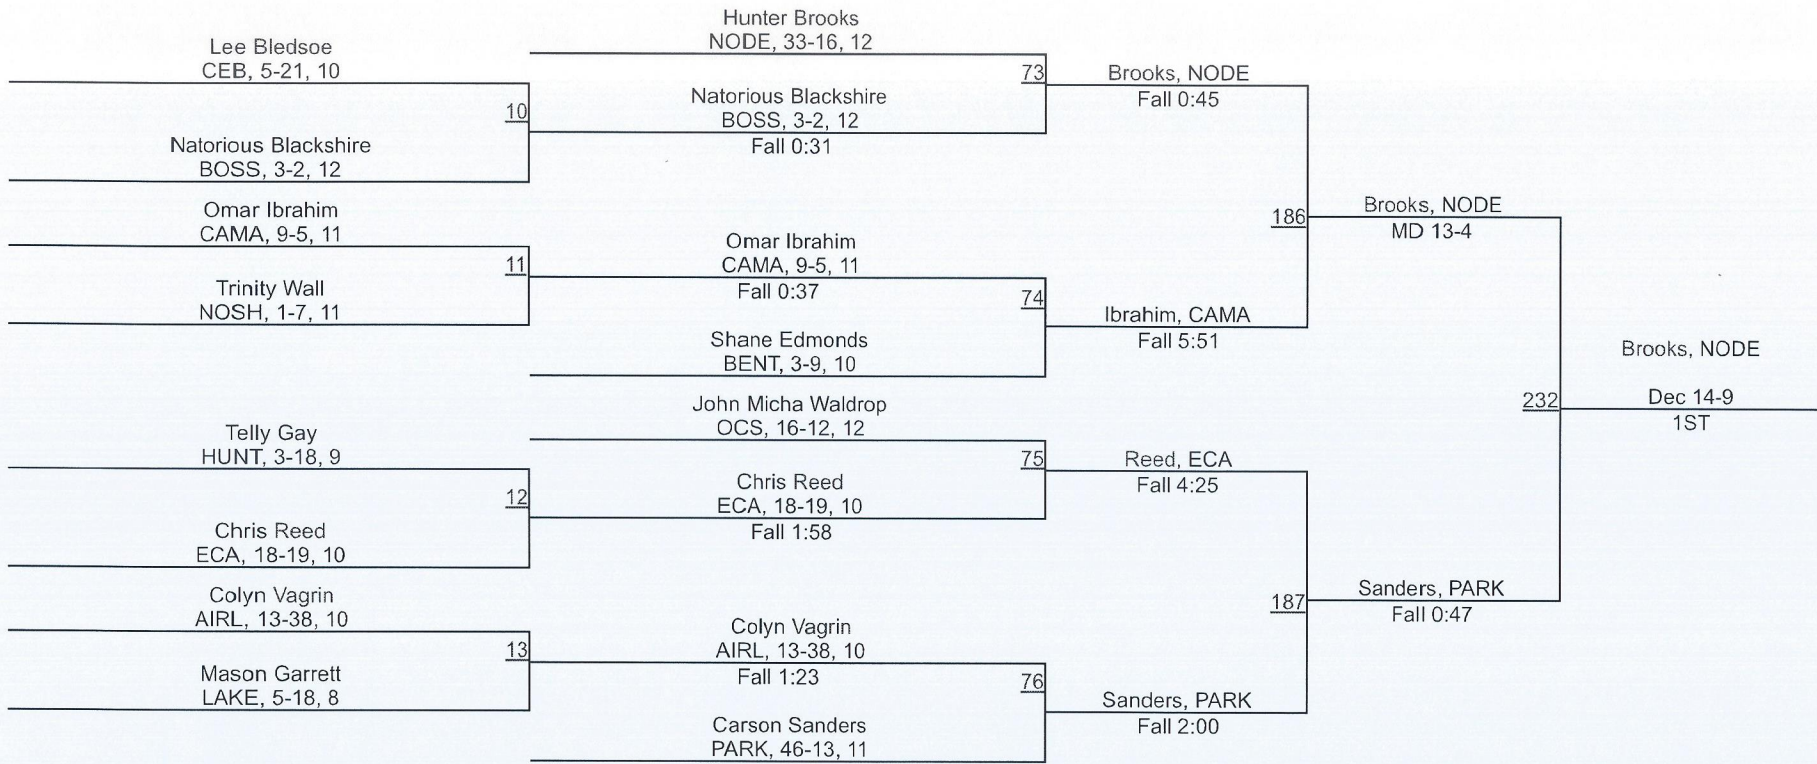 Lee Bledsoe
CEB, 5-21, 10
10
Natorious Blackshire
BOSS, 3-2, 12
Omar Ibrahim
CAMA, 9-5, 11
11
Trinity Wall
NOSH, 1-7, 11
Telly Gay
HUNT, 3-18, 9
12
Chris Reed
ECA, 18-19, 10
Colyn Vagrin
AIRL, 13-38, 10
13
Mason Garrett
LAKE, 5-18, 8
Hunter Brooks
NODE, 33-16, 12
73
Natorious Blackshire
BOSS, 3-2, 12
Fall 0:31
Omar Ibrahim
CAMA, 9-5, 11
Fall 0:37
74
Shane Edmonds
BENT, 3-9, 10
John Micha Waldrop
OCS, 16-12, 12
75
Chris Reed
ECA, 18-19, 10
Fall 1:58
Colyn Vagrin
AIRL, 13-38, 10
Fall 1:23
76
Carson Sanders
PARK, 46-13, 11
Brooks, NODE
Fall 0:45
186
Ibrahim, CAMA
Fall 5:51
Reed, ECA
Fall 4:25
187
Sanders, PARK
Fall 2:00
Brooks, NODE
MD 13-4
232
Sanders, PARK
Fall 0:47
Brooks, NODE
Dec 14-9
1ST